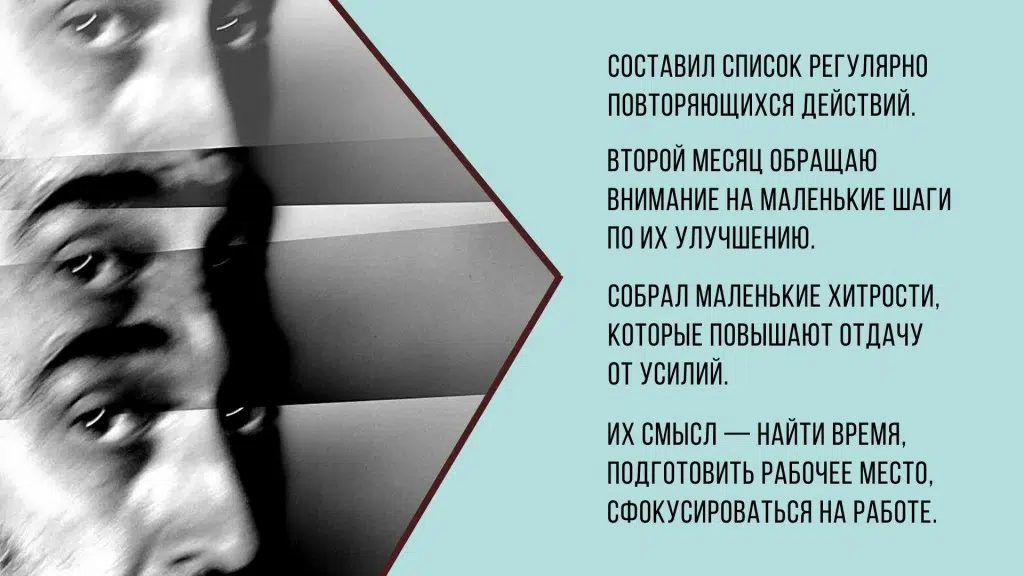 СОСТАВИЛ СПИСОК РЕГУЛЯРНО
ПОВТОРЯЮЩИХСЯ ДЕЙСТВИЙ.
ВТОРОЙ МЕСЯЦ ОБРАЩАЮ
ВНИМАНИЕ НА МАЛЕНЬКИЕ ШАГИ
ПО ИХ УЛУЧШЕНИЮ.
СОБРАЛ МАЛЕНЬКИЕ ХИТРОСТИ,
КОТОРЫЕ ПОВЫШАЮТ ОТДАЧУ
ОТ УСИЛИЙ.
ИХ СМЫСЛ — НАЙТИ ВРЕМЯ,
ПОДГОТОВИТЬ РАБОЧЕЕ МЕСТО,
СФОКУСИРОВАТЬСЯ НА РАБОТЕ.